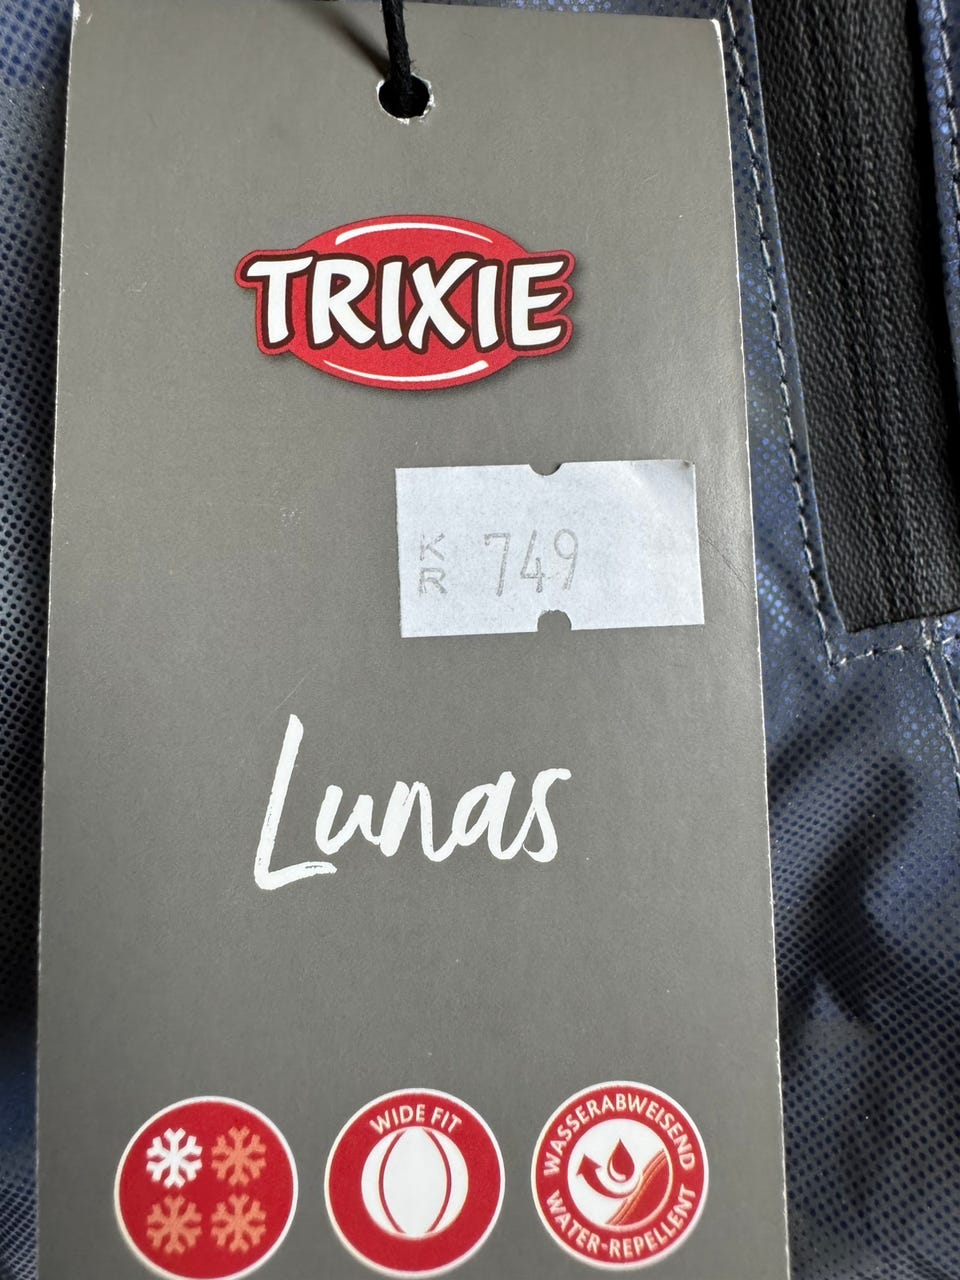 TRIXIE
KR 749
Lunas
WIDE FIT
WASSERABWEISEND
WATER-REPELLENT